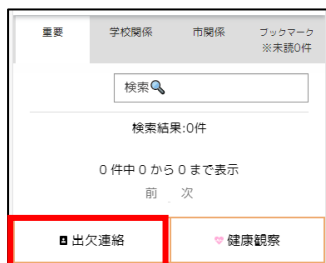 重要 学校関係 市関係 ブックマーク
※未読0件
検索
検索結果:0件
0 件中 0 から 0 まで表示
前 次
出欠連絡 健康観察